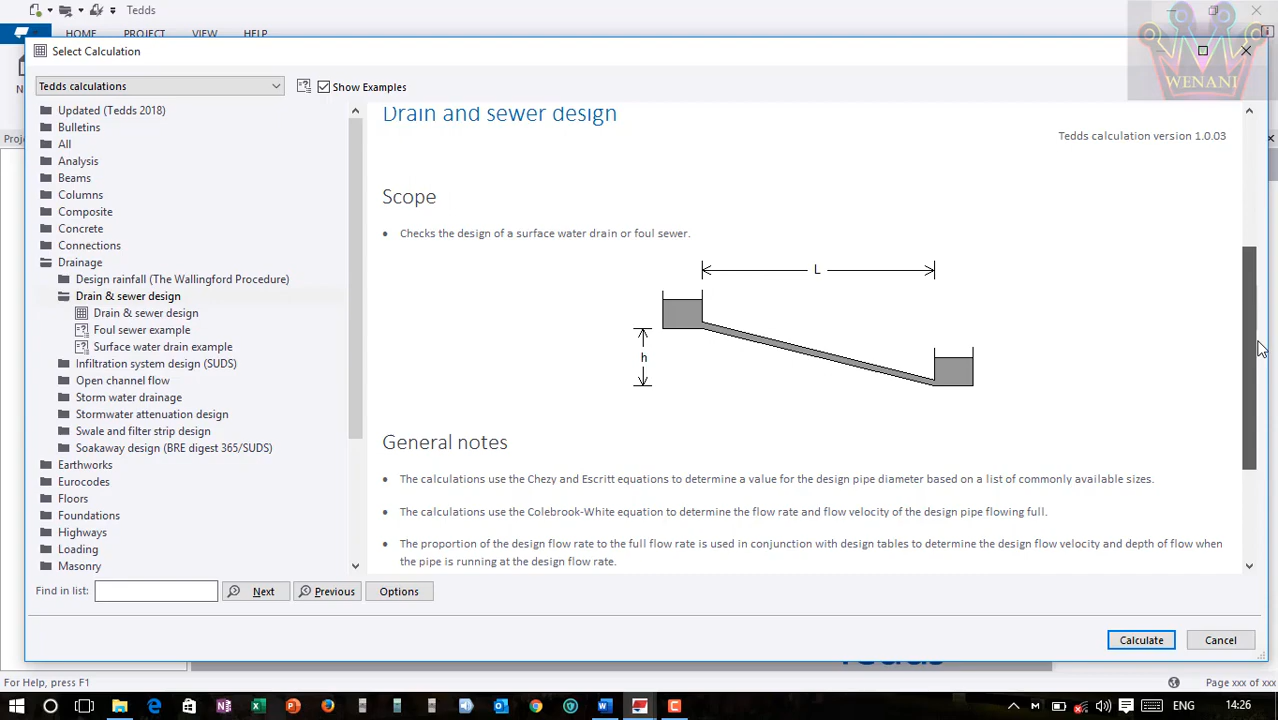 Tedds
HOME PROJECT VIEW HELP
Select Calculation
WENANI
Tedds calculations
Show Examples
Updated (Tedds 2018)
Bulletins
All
Analysis
Beams
Columns
Composite
Concrete
Connections
Drainage
Design rainfall (The Wallingford Procedure)
Drain & sewer design
Drain & sewer design
Foul sewer example
Surface water drain example
Infiltration system design (SUDS)
Open channel flow
Storm water drainage
Stormwater attenuation design
Swale and filter strip design
Soakaway design (BRE digest 365/SUDS)
Earthworks
Eurocodes
Floors
Foundations
Highways
Loading
Masonry
Drain and sewer design
Tedds calculation version 1.0.03
Scope
Checks the design of a surface water drain or foul sewer.
L
h
General notes
The calculations use the Chezy and Escritt equations to determine a value for the design pipe diameter based on a list of commonly available sizes.
The calculations use the Colebrook-White equation to determine the flow rate and flow velocity of the design pipe flowing full.
The proportion of the design flow rate to the full flow rate is used in conjunction with design tables to determine the design flow velocity and depth of flow when
the pipe is running at the design flow rate.
Find in list:
Next
Previous
Options
Calculate
Cancel
For Help, press F1
Page xxx of xxx
ENG
14:26